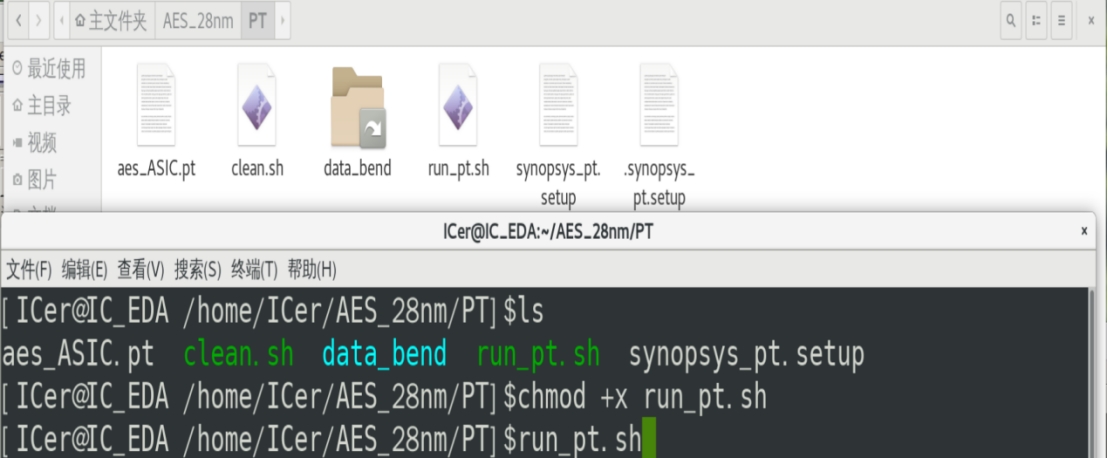 主文件夹 AES_28nm PT
最近使用
主目录
视频
图片
aes_ASIC.pt clean.sh data_bend run_pt.sh synopsys_pt.setup .synopsys_pt.setup
ICer@IC_EDA:~/AES_28nm/PT
文件(F) 编辑(E) 查看(V) 搜索(S) 终端(T) 帮助(H)
[ICer@IC_EDA /home/ICer/AES_28nm/PT]$ls
aes_ASIC.pt clean.sh data_bend run_pt.sh synopsys_pt.setup
[ICer@IC_EDA /home/ICer/AES_28nm/PT]$chmod +x run_pt.sh
[ICer@IC_EDA /home/ICer/AES_28nm/PT]$run_pt.sh